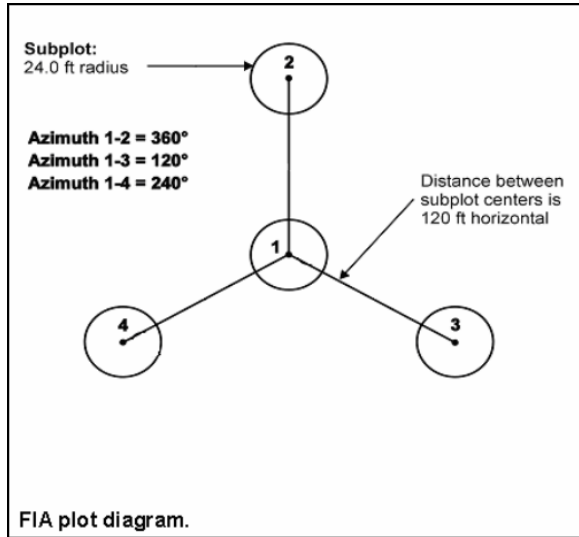 Subplot:
24.0 ft radius
2
Azimuth 1-2 = 360°
Azimuth 1-3 = 120°
Azimuth 1-4 = 240°
Distance between
subplot centers is
120 ft horizontal
1
4
3
FIA plot diagram.